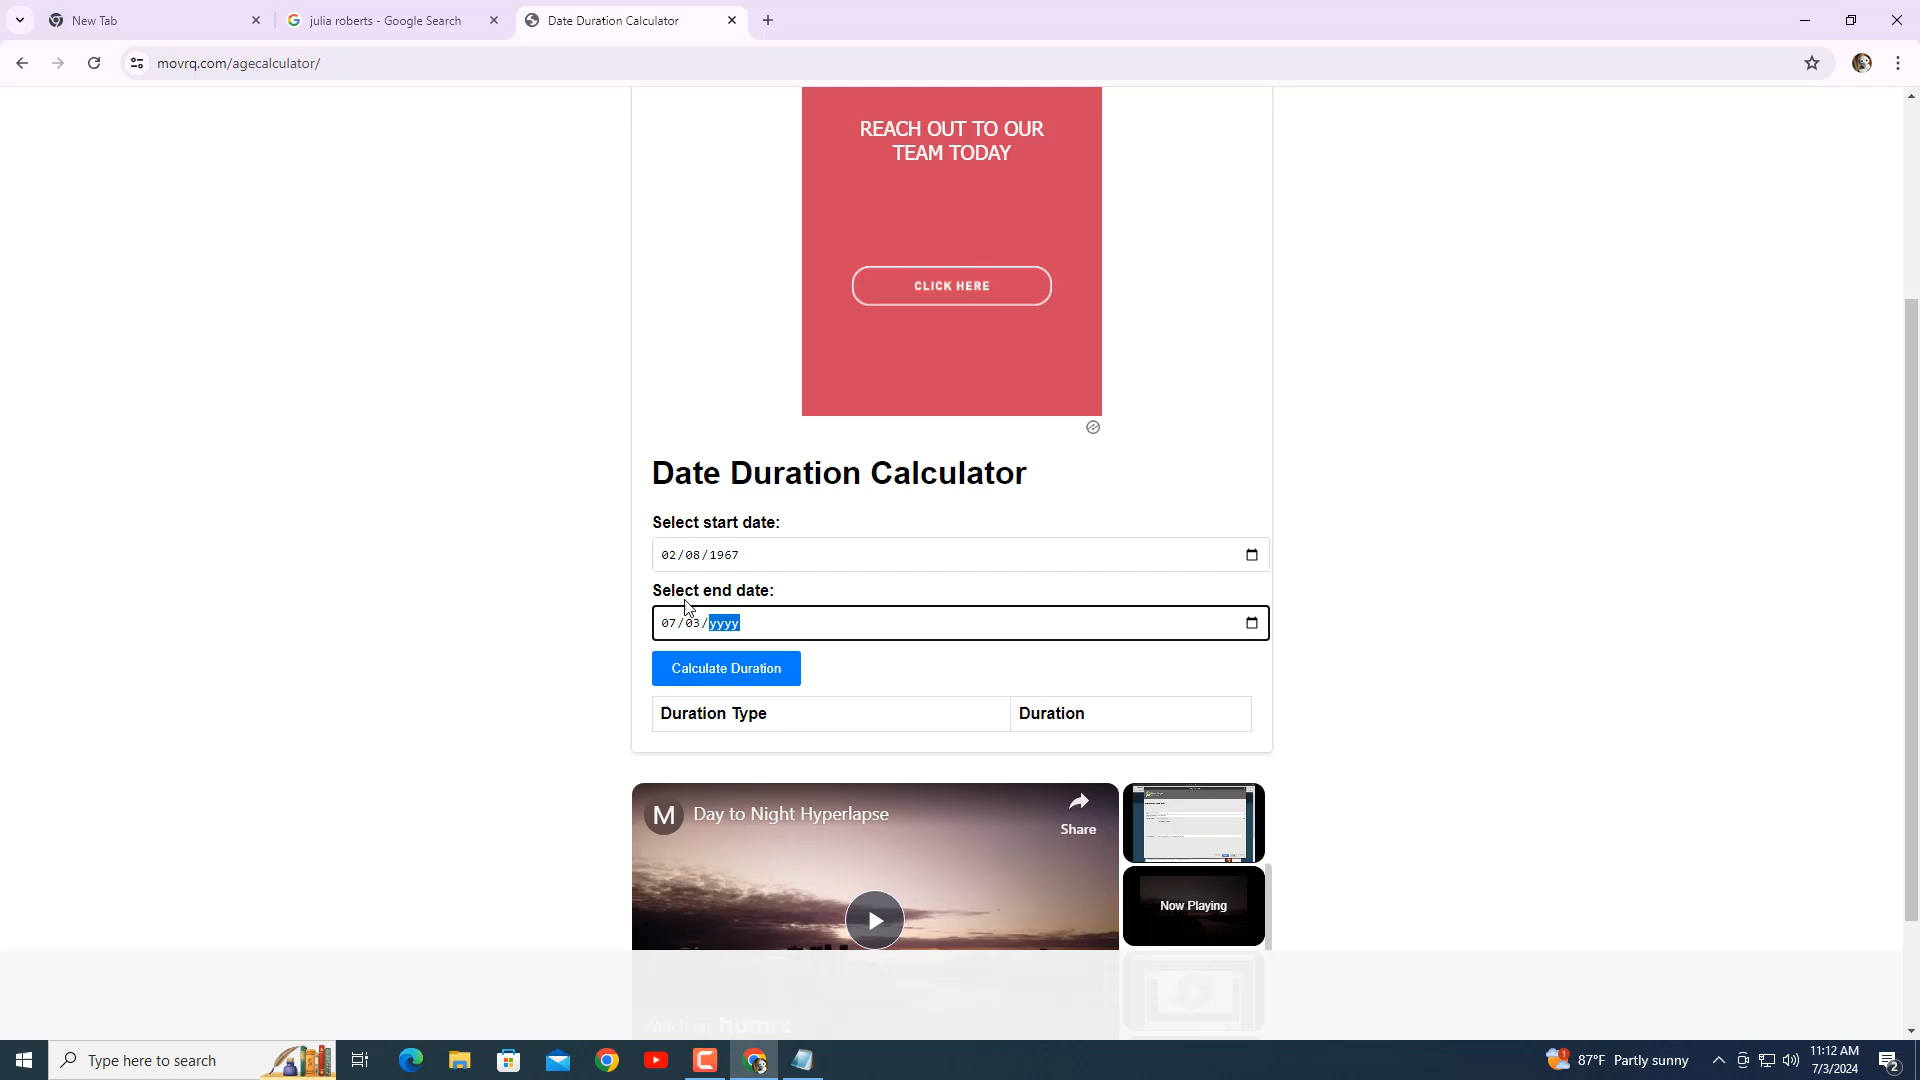 New Tab
julia roberts - Google Search
Date Duration Calculator
movrq.com/agecalculator/
REACH OUT TO OUR
TEAM TODAY
CLICK HERE
Date Duration Calculator
Select start date:
02/08/1967
Select end date:
07/03/yyyy
Calculate Duration
Duration Type
Duration
M
Day to Night Hyperlapse
Share
Now Playing
Type here to search
87°F Partly sunny
11:12 AM
7/3/2024
2